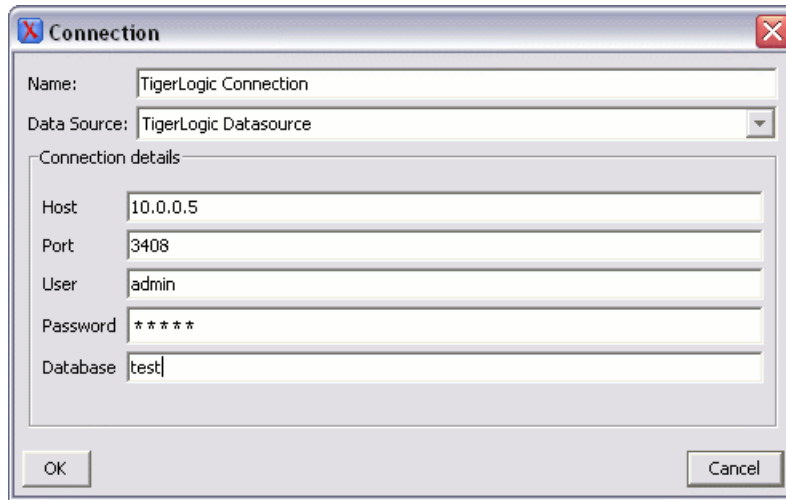 Connection
Name: TigerLogic Connection
Data Source: TigerLogic Datasource
Connection details
Host 10.0.0.5
Port 3408
User admin
Password *****
Database test
OK Cancel